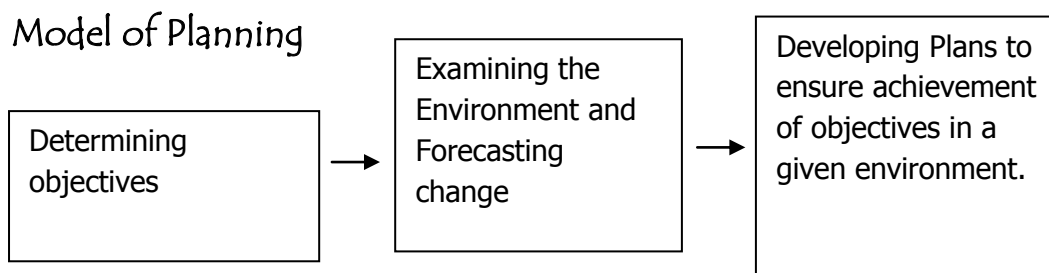 Model of Planning
Determining
objectives
Examining the
Environment and
Forecasting
change
Developing Plans to
ensure achievement
of objectives in a
given environment.